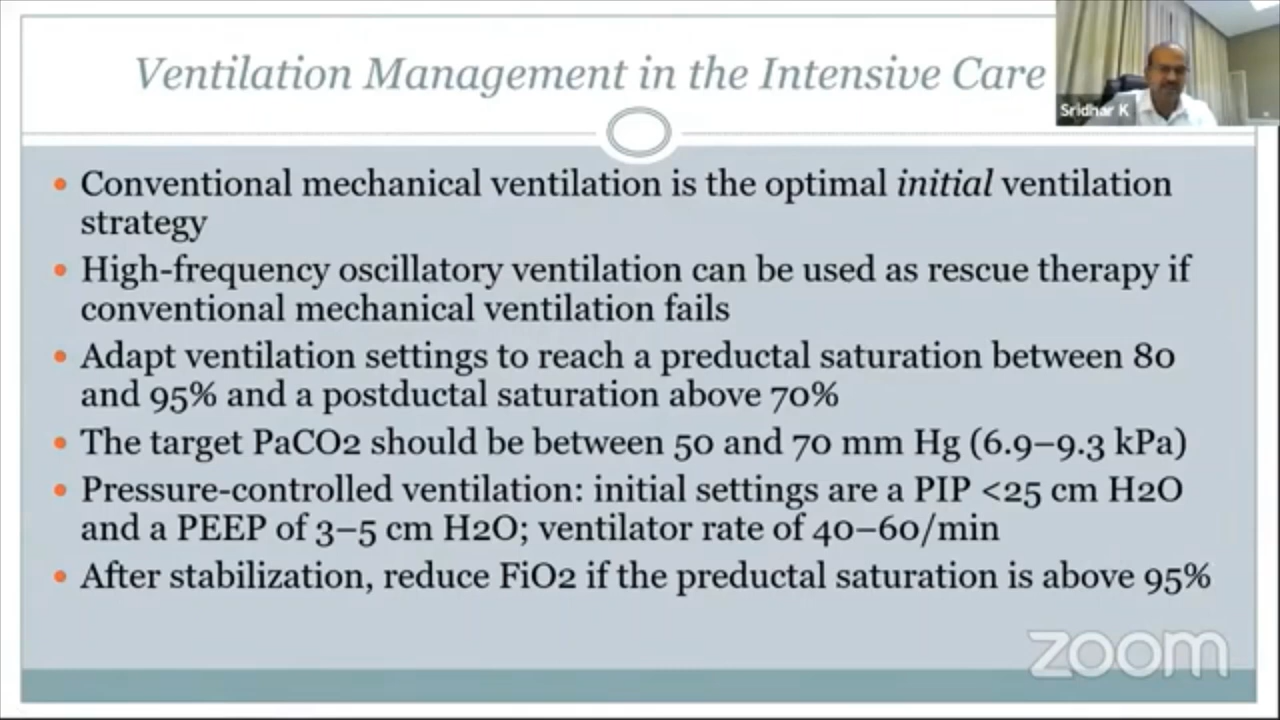 Ventilation Management in the Intensive Care
Sridhar K
• Conventional mechanical ventilation is the optimal initial ventilation
strategy
• High-frequency oscillatory ventilation can be used as rescue therapy if
conventional mechanical ventilation fails
• Adapt ventilation settings to reach a preductal saturation between 80
and 95% and a postductal saturation above 70%
• The target PaCO2 should be between 50 and 70 mm Hg (6.9–9.3 kPa)
• Pressure-controlled ventilation: initial settings are a PIP <25 cm H2O
and a PEEP of 3–5 cm H2O; ventilator rate of 40–60/min
• After stabilization, reduce FiO2 if the preductal saturation is above 95%
zoom